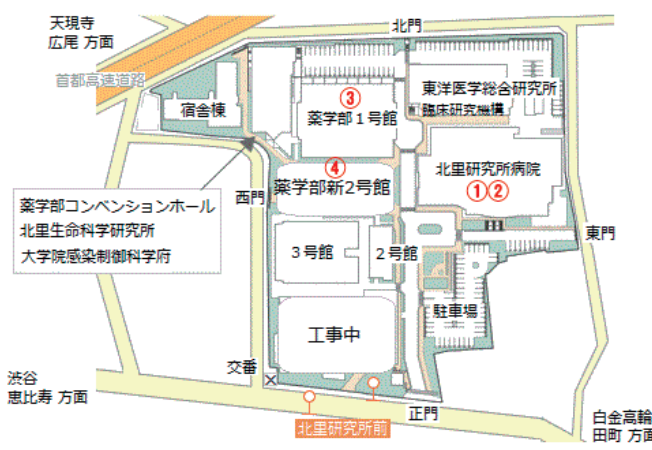 天現寺
広尾 方面
北門
首都高速道路
宿舎棟
③
薬学部1号館
東洋医学総合研究所
臨床研究機構
④
薬学部新2号館
北里研究所病院
①②
西門
薬学部コンベンションホール
北里生命科学研究所
大学院感染制御科学府
3号館
2号館
東門
駐車場
工事中
交番
渋谷
恵比寿 方面
正門
北里研究所前
白金高輪
田町 方面